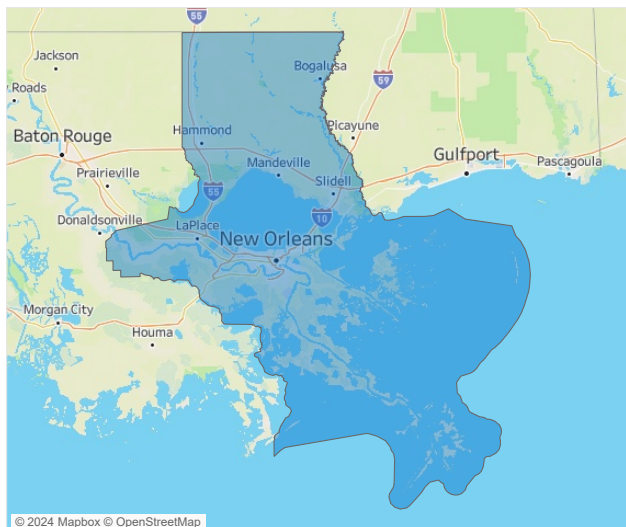 55
Jackson
Bogalusa
59
Roads
Hammond
Picayune
Baton Rouge
Gulfport
Mandeville
Pascagoula
Prairieville
55
Slidell
Donaldsonville
LaPlace
10
New Orleans
Morgan City
Houma
© 2024 Mapbox © OpenStreetMap